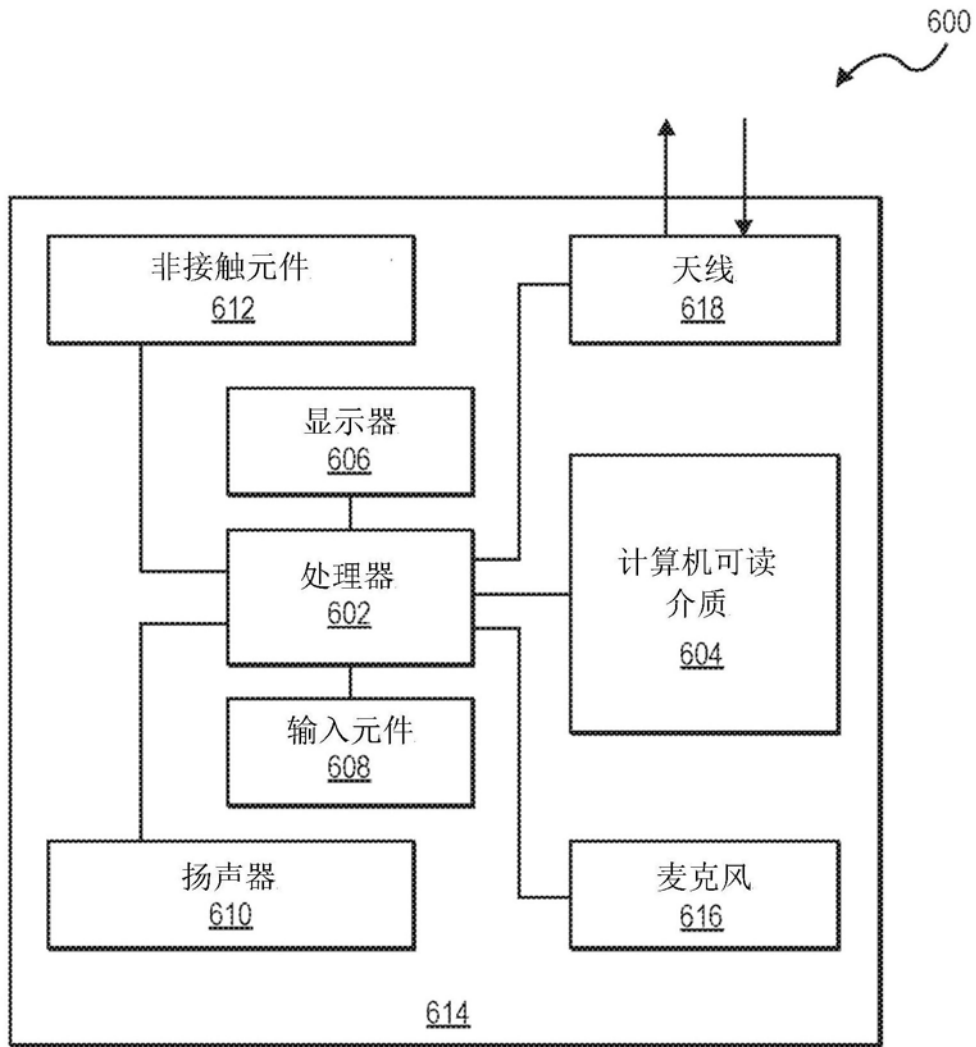 600
非接触元件
612
天线
618
显示器
606
处理器
602
计算机可读
介质
604
输入元件
608
扬声器
610
麦克风
616
614